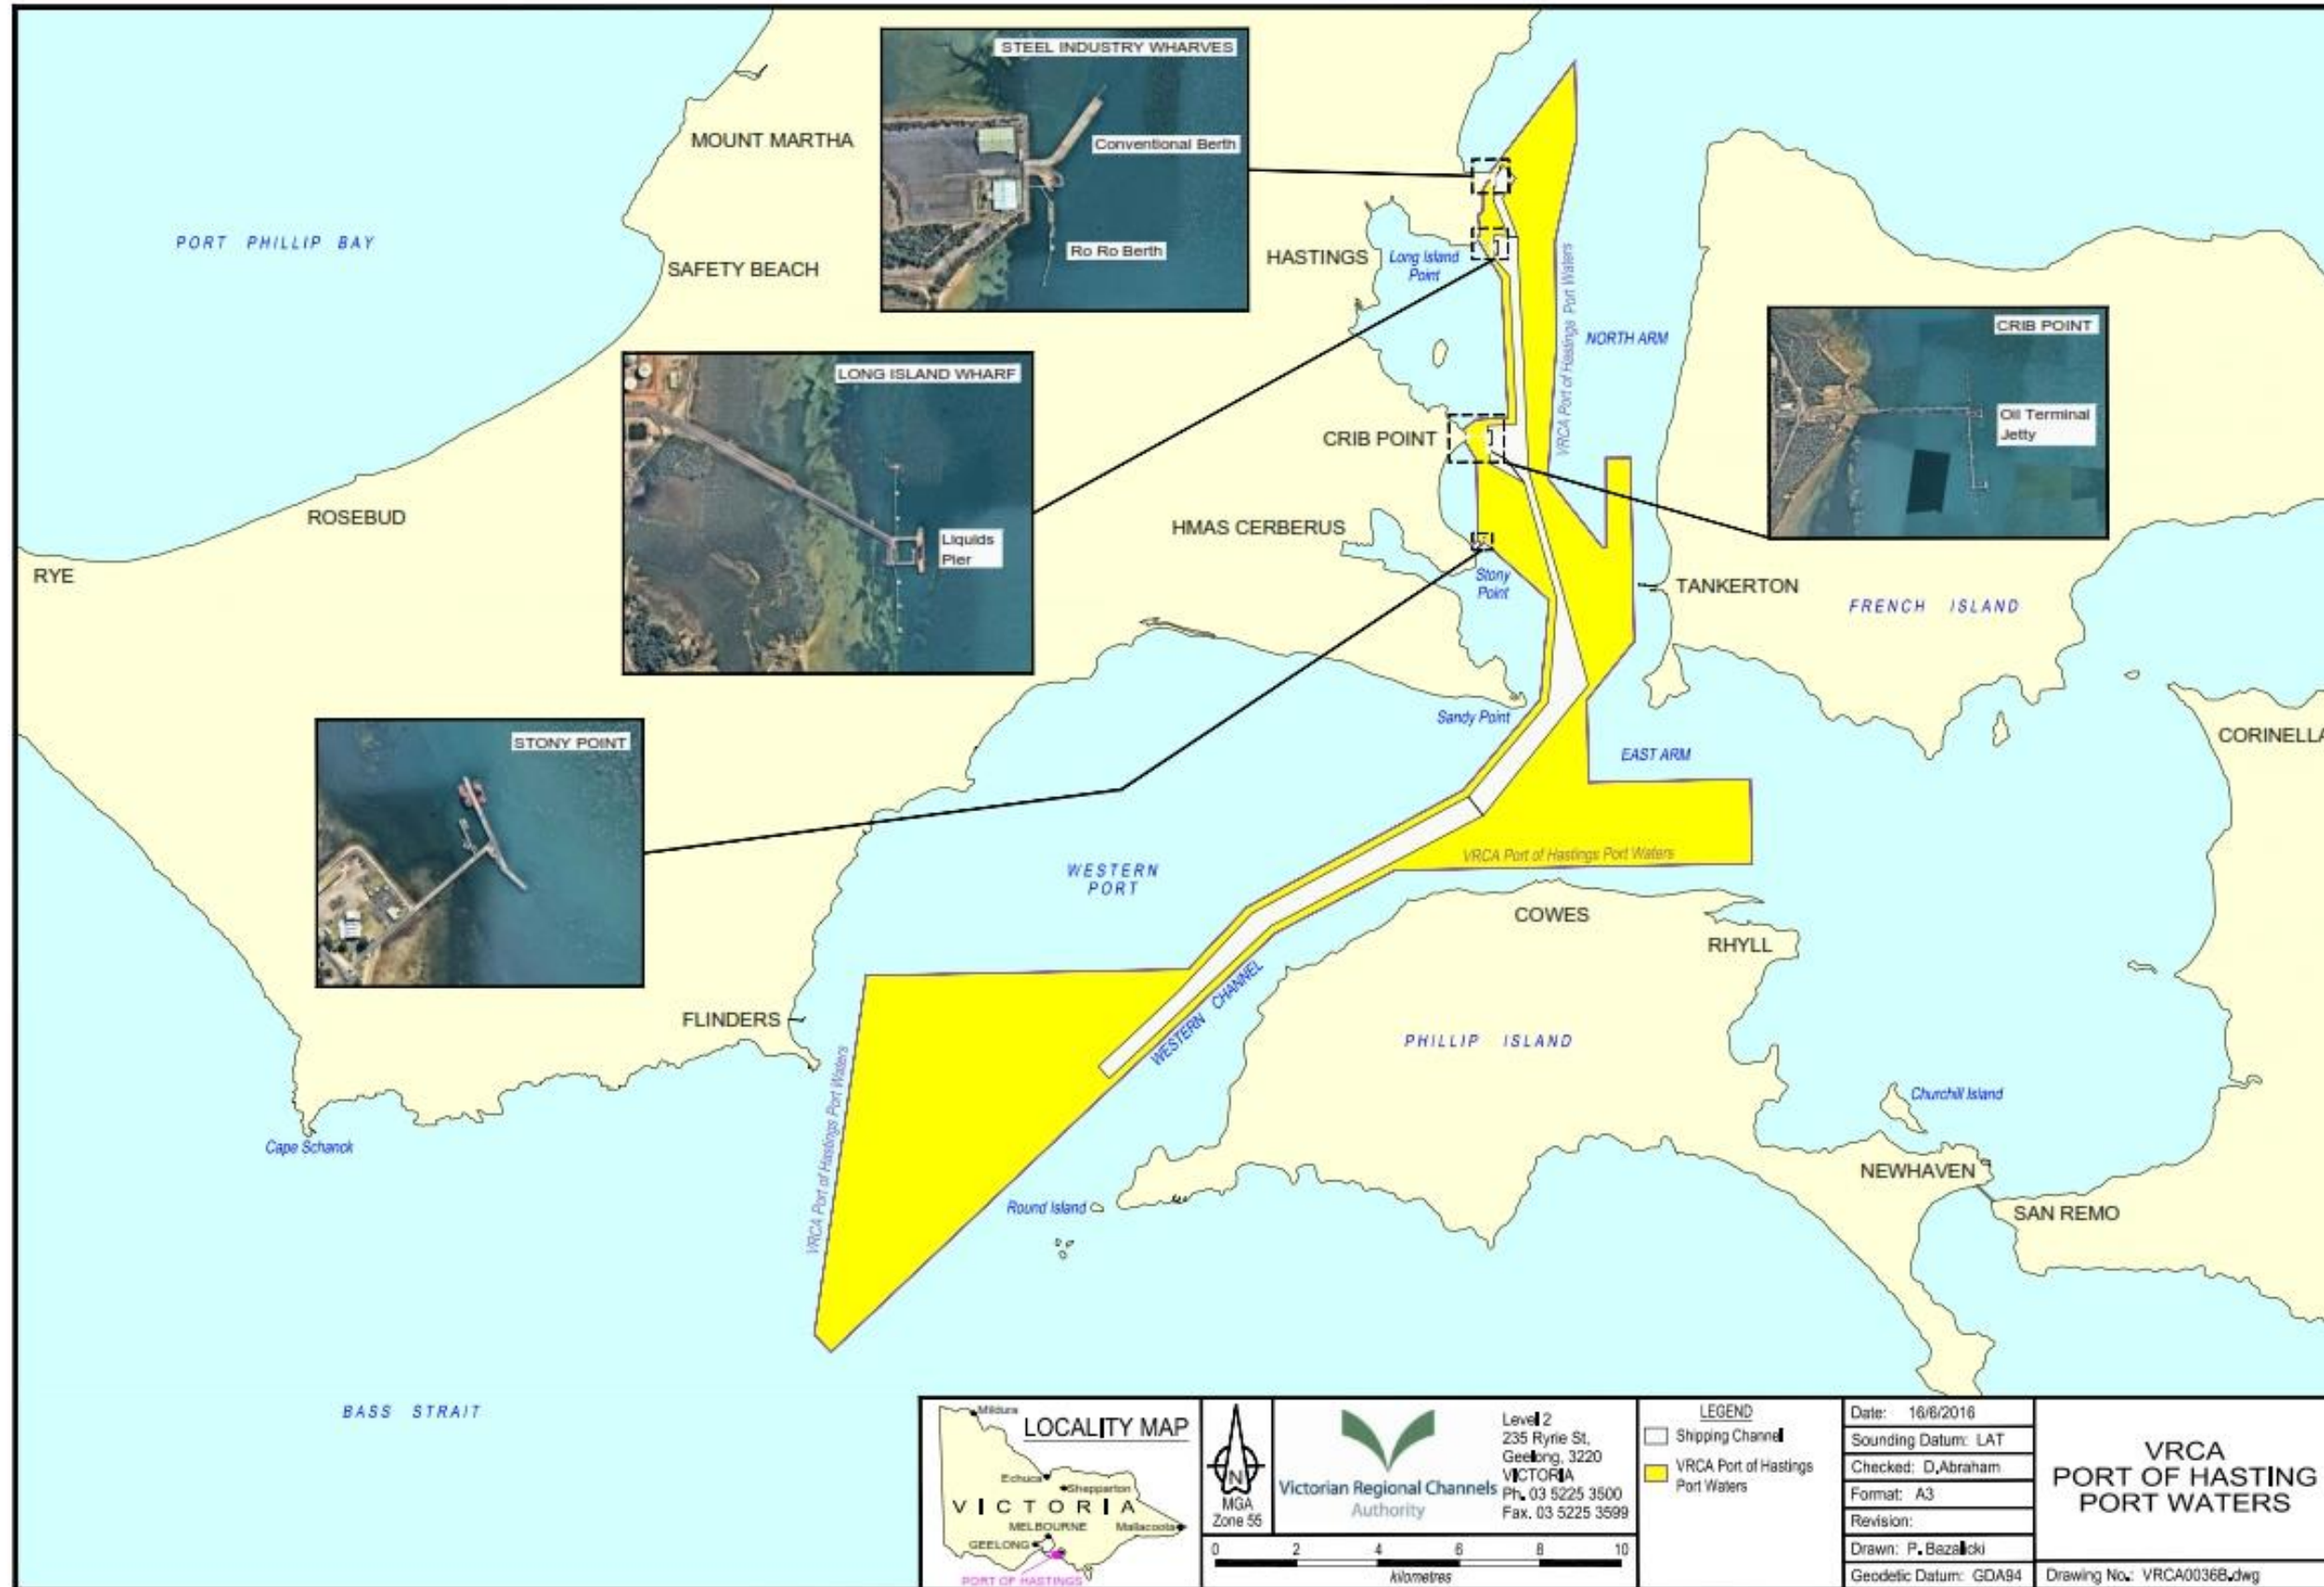 STEEL INDUSTRY WHARVES
Conventional Berth
Ro Ro Berth
MOUNT MARTHA
PORT PHILLIP BAY
SAFETY BEACH
HASTINGS
Long Island
Point
VRCA Port of Hastings Port Waters
NORTH ARM
CRIB POINT
Oil Terminal
Jetty
LONG ISLAND WHARF
Liquids
Pier
CRIB POINT
ROSEBUD
HMAS CERBERUS
RYE
Stony
Point
TANKERTON
FRENCH ISLAND
Sandy Point
STONY POINT
EAST ARM
CORINELLA
WESTERN
PORT
VRCA Port of Hastings Port Waters
COWES
RHYLL
WESTERN CHANNEL
FLINDERS
PHILLIP ISLAND
VRCA Port of Hastings Port Waters
Churchill Island
Cape Schanck
NEWHAVEN
Round Island
SAN REMO
BASS STRAIT
LOCALITY MAP
Mildura
Echuca
Shepparton
VICTORIA
MELBOURNE
Mallacoota
GEELONG
PORT OF HASTINGS
N
MGA
Zone 55
Victorian Regional Channels
Authority
Level 2
235 Ryrie St,
Geelong, 3220
VICTORIA
Ph. 03 5225 3500
Fax. 03 5225 3599
0 2 4 6 8 10
kilometres
LEGEND
Shipping Channel
VRCA Port of Hastings
Port Waters
Date: 16/6/2016
Sounding Datum: LAT
Checked: D.Abraham
Format: A3
Revision:
Drawn: P. Bezalicki
Geodetic Datum: GDA94
VRCA
PORT OF HASTING
PORT WATERS
Drawing No.: VRCA0036B.dwg